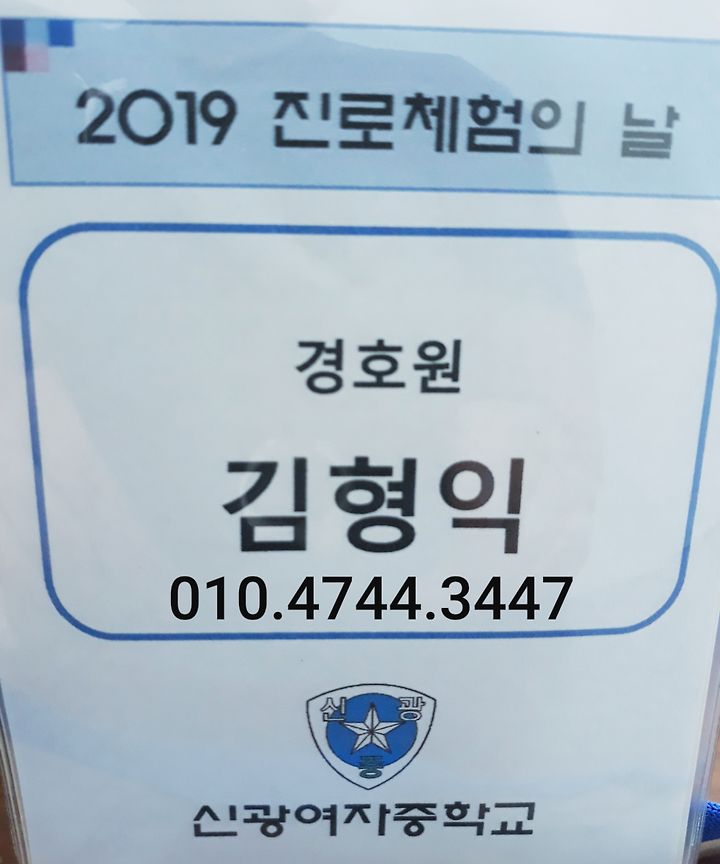 2019 진로체험의 날
경호원
김형익
010.4744.3447
신 광
중
신광여자중학교